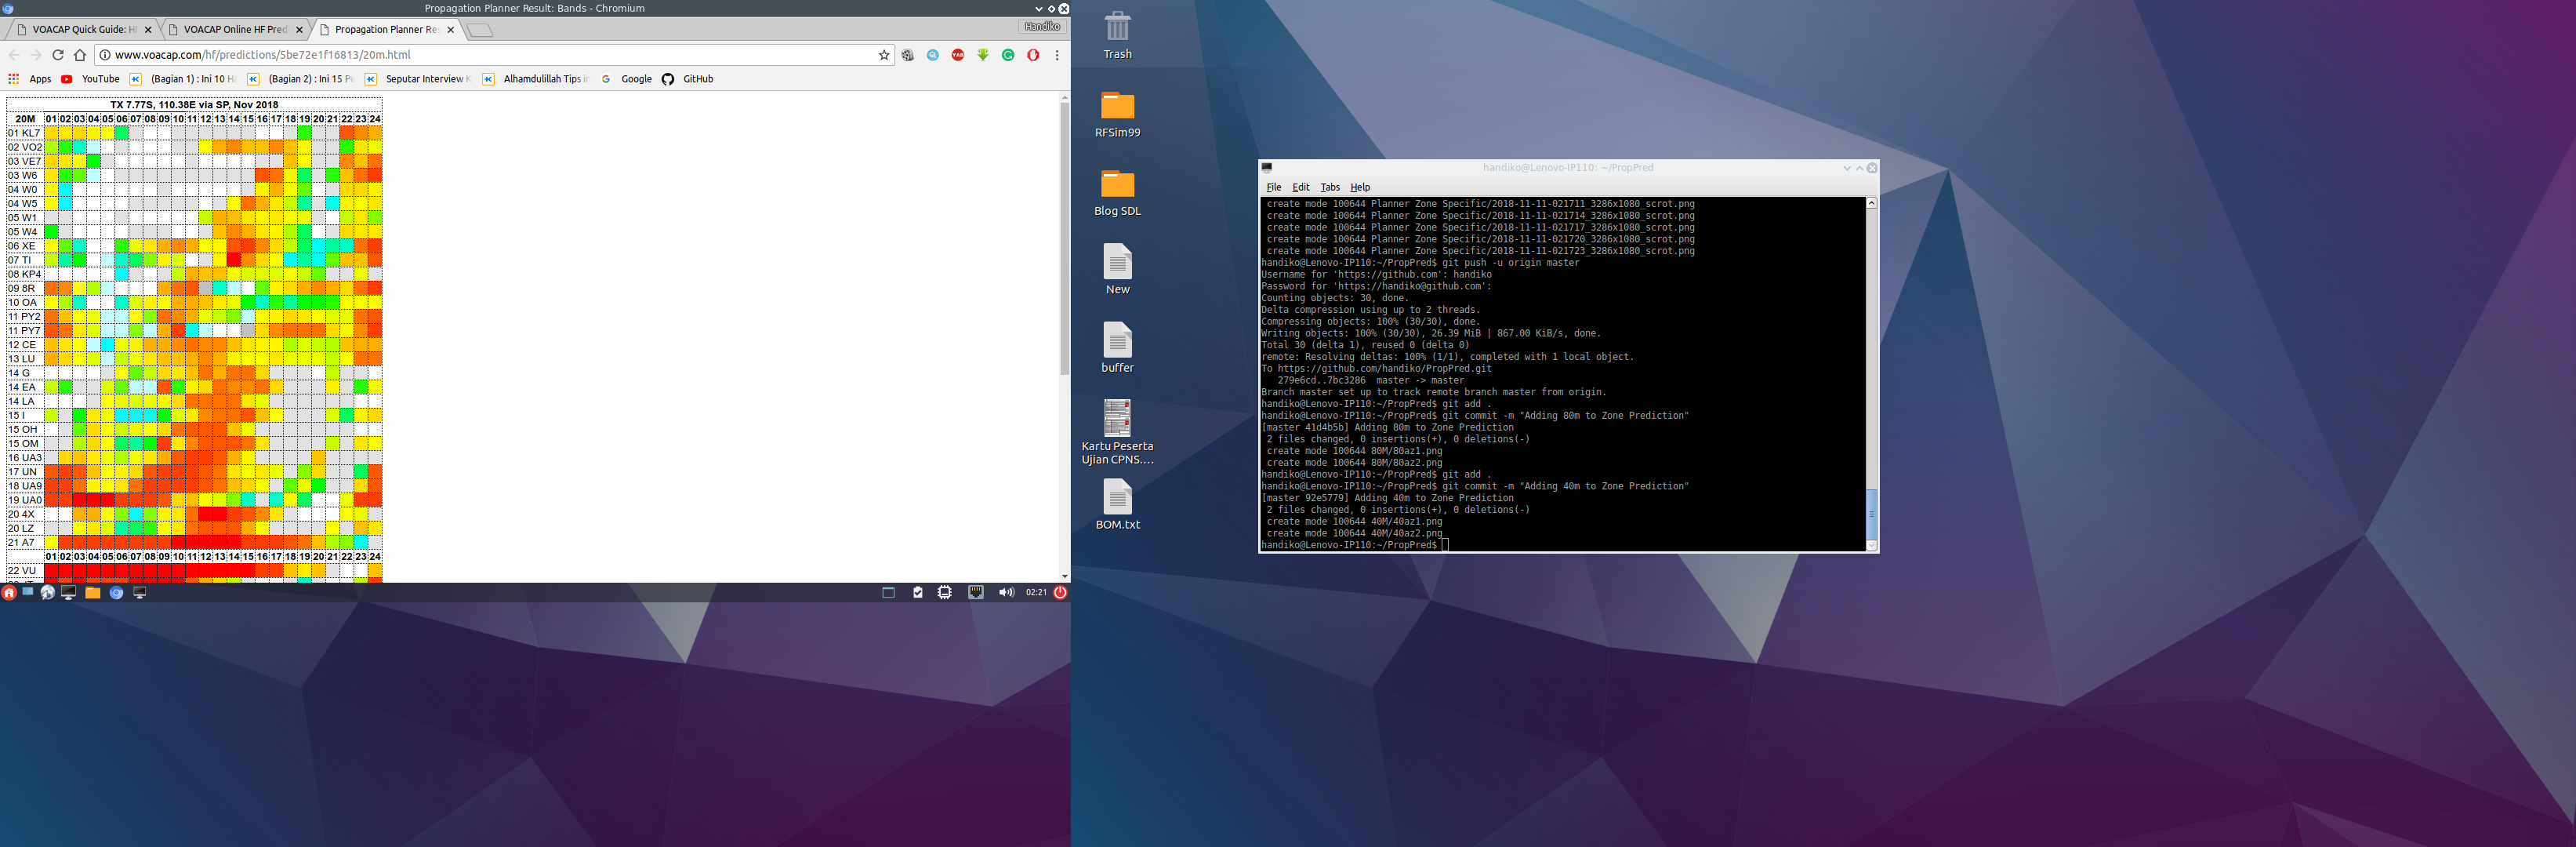 Propagation Planner Result: Bands - Chromium
VOACAP Quick Guide: H
VOACAP Online HF Pred
Propagation Planner Res
Handiko
www.voacap.com/hf/predictions/5be72e1f16813/20m.html
YAB
Apps
YouTube
(Bagian 1) : Ini 10 H
(Bagian 2) : Ini 15 P
Seputar Interview K
Alhamdulillah Tips i
Google
GitHub
TX 7.77S, 110.38E via SP, Nov 2018
20M 01 02 03 04 05 06 07 08 09 10 11 12 13 14 15 16 17 18 19 20 21 22 23 24
01 KL7
02 VO2
03 VE7
03 W6
04 W0
04 W5
05 W1
05 W4
06 XE
07 TI
08 KP4
09 8R
10 OA
11 PY2
11 PY7
12 CE
13 LU
14 G
14 EA
14 LA
15 I
15 OH
15 OM
16 UA3
17 UN
18 UA9
19 UA0
20 4X
20 LZ
21 A7
01 02 03 04 05 06 07 08 09 10 11 12 13 14 15 16 17 18 19 20 21 22 23 24
22 VU
02:21
Trash
RFSim99
Blog SDL
New
buffer
Kartu Peserta
Ujian CPNS....
BOM.txt
handiko@Lenovo-IP110: ~/PropPred
File Edit Tabs Help
create mode 100644 Planner Zone Specific/2018-11-11-021711_3286x1080_scrot.png
create mode 100644 Planner Zone Specific/2018-11-11-021714_3286x1080_scrot.png
create mode 100644 Planner Zone Specific/2018-11-11-021717_3286x1080_scrot.png
create mode 100644 Planner Zone Specific/2018-11-11-021720_3286x1080_scrot.png
create mode 100644 Planner Zone Specific/2018-11-11-021723_3286x1080_scrot.png
handiko@Lenovo-IP110:~/PropPred$ git push -u origin master
Username for 'https://github.com': handiko
Password for 'https://handiko@github.com':
Counting objects: 30, done.
Delta compression using up to 2 threads.
Compressing objects: 100% (30/30), done.
Writing objects: 100% (30/30), 26.39 MiB | 867.00 KiB/s, done.
Total 30 (delta 1), reused 0 (delta 0)
remote: Resolving deltas: 100% (1/1), completed with 1 local object.
To https://github.com/handiko/PropPred.git
279e6cd..7bc3286  master -> master
Branch master set up to track remote branch master from origin.
handiko@Lenovo-IP110:~/PropPred$ git add .
handiko@Lenovo-IP110:~/PropPred$ git commit -m "Adding 80m to Zone Prediction"
[master 41d4b5b] Adding 80m to Zone Prediction
2 files changed, 0 insertions(+), 0 deletions(-)
create mode 100644 80M/80az1.png
create mode 100644 80M/80az2.png
handiko@Lenovo-IP110:~/PropPred$ git add .
handiko@Lenovo-IP110:~/PropPred$ git commit -m "Adding 40m to Zone Prediction"
[master 92e5779] Adding 40m to Zone Prediction
2 files changed, 0 insertions(+), 0 deletions(-)
create mode 100644 40M/40az1.png
create mode 100644 40M/40az2.png
handiko@Lenovo-IP110:~/PropPred$